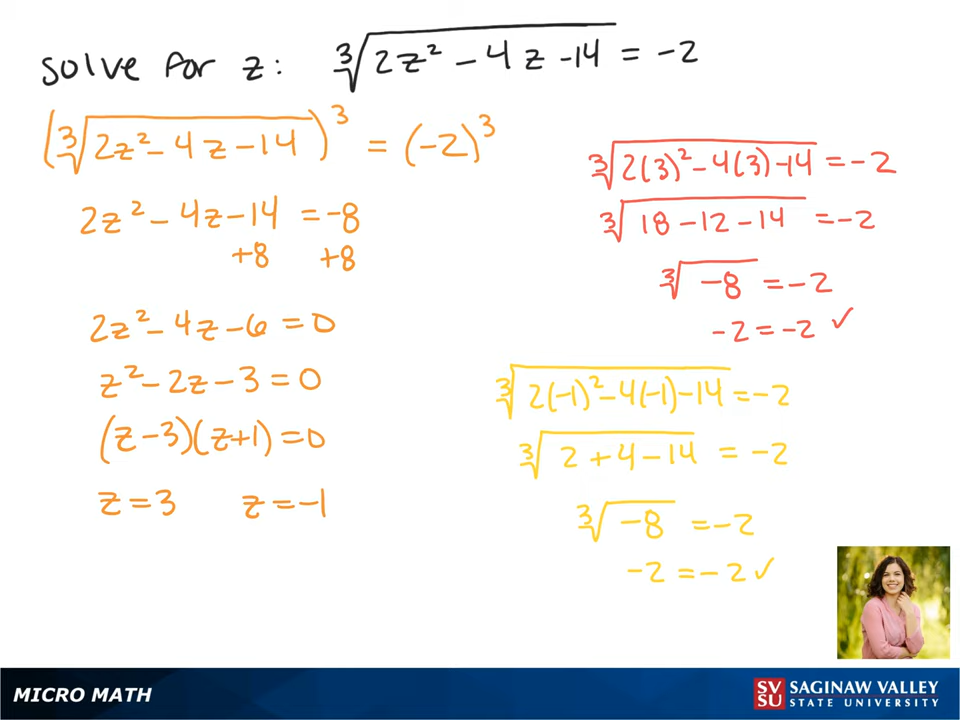 solve for z: ∛(2z² - 4z - 14) = -2
(∛(2z² - 4z - 14))³ = (-2)³
2z² - 4z - 14 = -8
+8 +8
2z² - 4z - 6 = 0
z² - 2z - 3 = 0
(z - 3)(z + 1) = 0
z = 3 z = -1
∛(2(3)² - 4(3) - 14) = -2
∛(18 - 12 - 14) = -2
∛(-8) = -2
-2 = -2 ✓
∛(2(-1)² - 4(-1) - 14) = -2
∛(2 + 4 - 14) = -2
∛(-8) = -2
-2 = -2 ✓
MICRO MATH
SV SU SAGINAW VALLEY
STATE UNIVERSITY